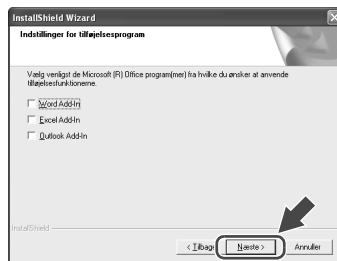 InstallShield Wizard
Indstillinger for tilføjelsesprogram
Vælg venligst de Microsoft (R) Office program(mer) fra hvilke du ønsker at anvende
tilføjelsesfunktionerne.
Word Add-In
Excel Add-In
Outlook Add-In
InstallShield
< Tilbage Næste > Annuller